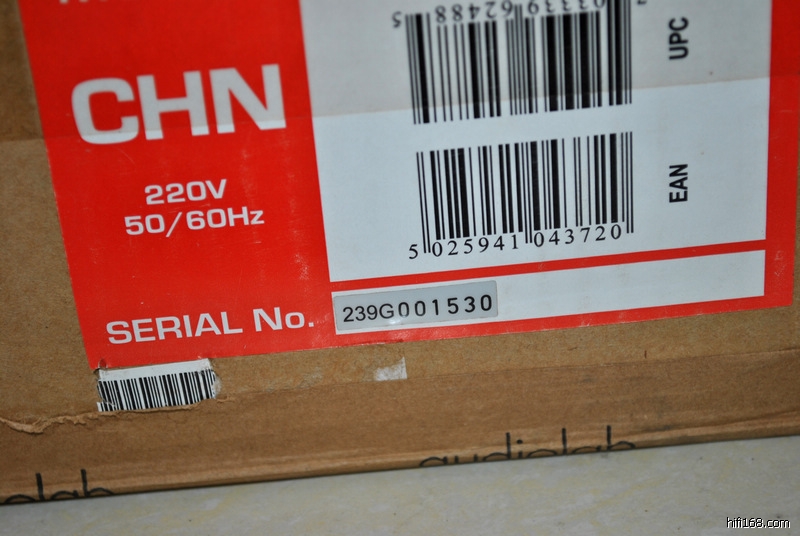 CHN
220V
50/60Hz
UPC
EAN
5 025941 043720
SERIAL No.
239G001530
audiolab
hifi168.com